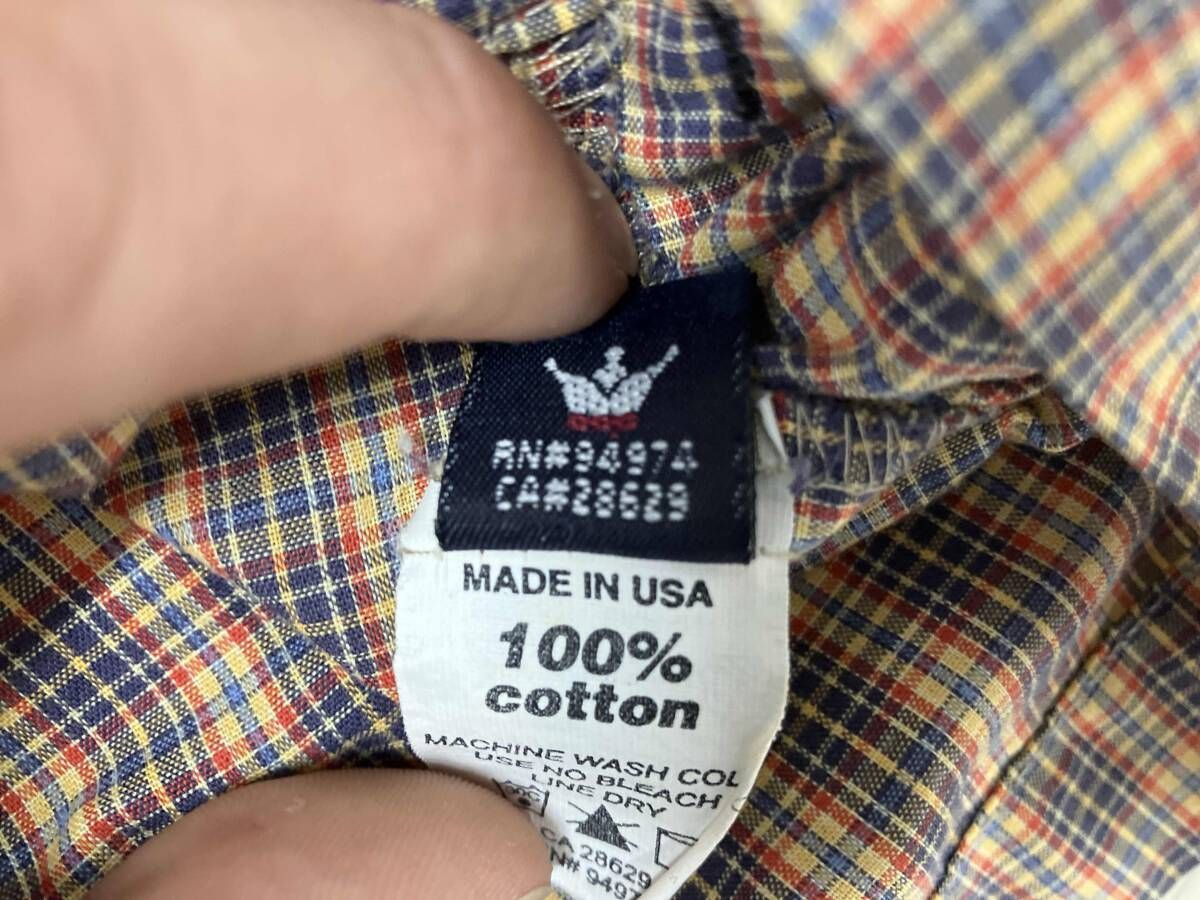 RN#94974
CA#28629
MADE IN USA
100%
cotton
MACHINE WASH COL
USE NO BLEACH
LINE DRY
CA 28629
N# 9497